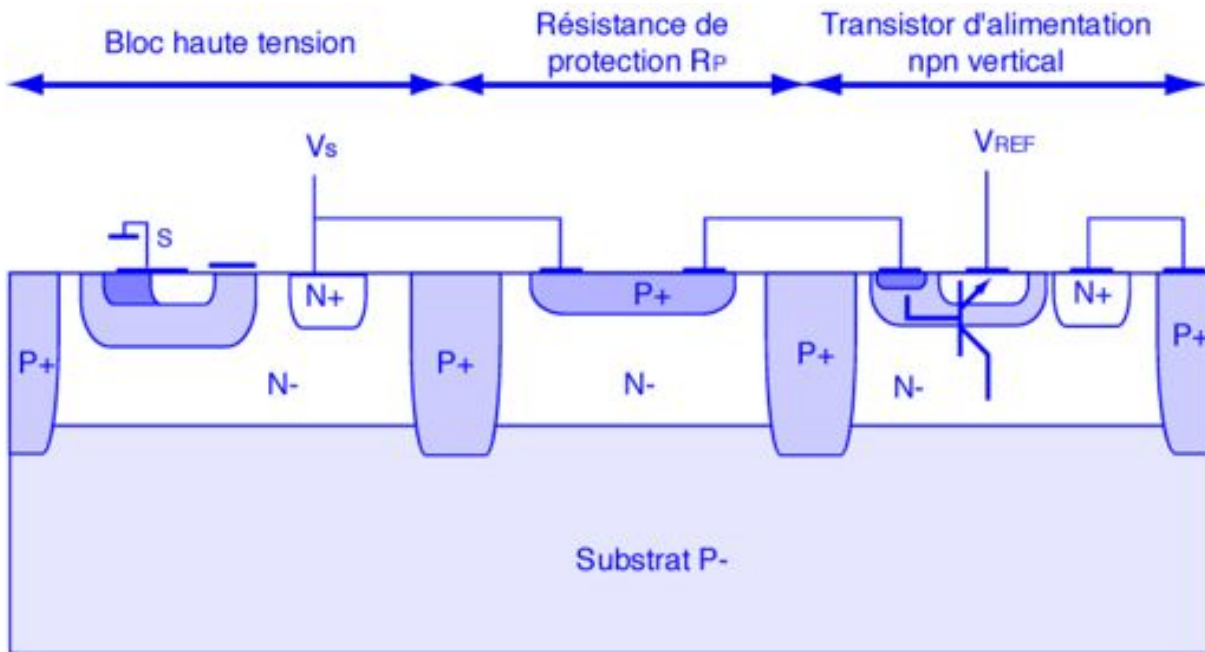 Bloc haute tension
Résistance de
protection RP
Transistor d'alimentation
npn vertical
Vs
VREF
S
N+
P+
N+
P+
P+
P+
P+
N-
N-
N-
Substrat P-